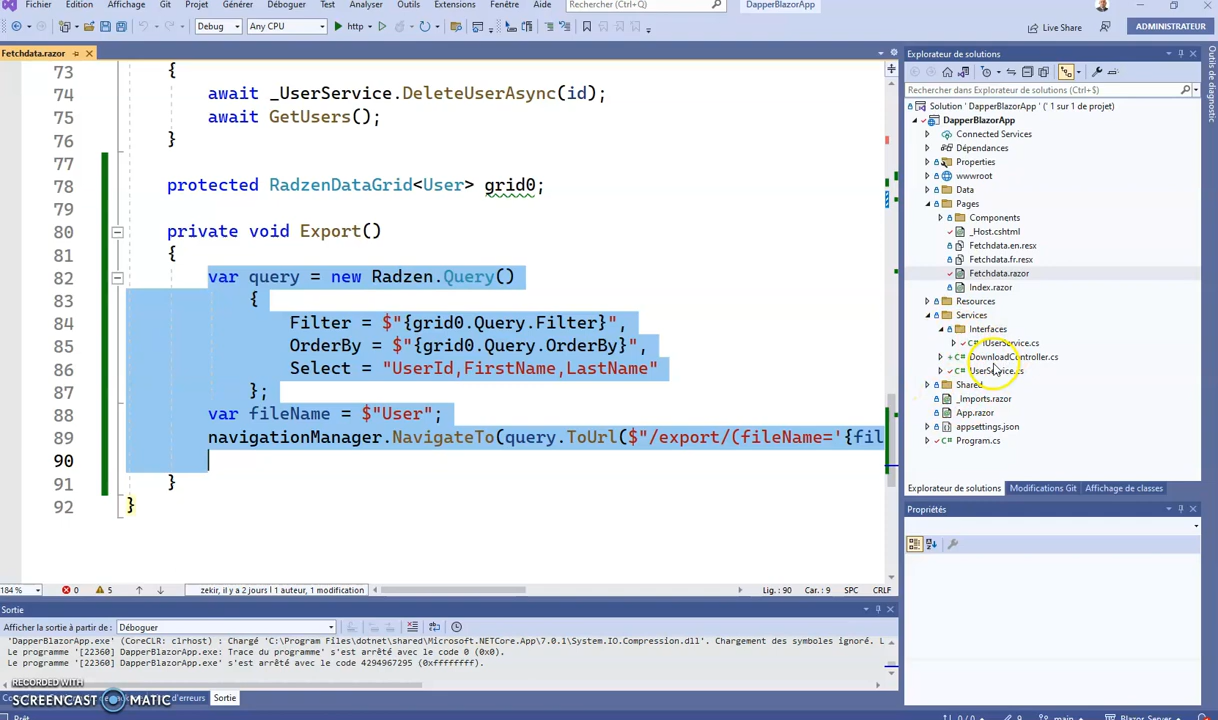 Fichier Edition Affichage Git Projet Générer Déboguer Test Analyser Outils Extensions Fenêtre Aide Rechercher (Ctrl+Q) DapperBlazorApp
Debug Any CPU http Live Share ADMINISTRATEUR
Fetchdata.razor
73 {
74 await _UserService.DeleteUserAsync(id);
75 await GetUsers();
76 }
77
78 protected RadzenDataGrid<User> grid0;
79
80 private void Export()
81 {
82 var query = new Radzen.Query()
83 {
84 Filter = $"{grid0.Query.Filter}",
85 OrderBy = $"{grid0.Query.OrderBy}",
86 Select = "UserId,FirstName,LastName"
87 };
88 var fileName = $"User";
89 navigationManager.NavigateTo(query.ToUrl($"/export/(fileName='{fil
90
91 }
92 }
184 % 0 5 zekir, il y a 2 jours | 1 auteur, 1 modification Lig. : 90 Car. : 9 SPC CRLF
Sortie
Afficher la sortie à partir de : Déboguer
'DapperBlazorApp.exe' (CoreCLR: clrhost) : Chargé 'C:\Program Files\dotnet\shared\Microsoft.NETCore.App\7.0.1\System.IO.Compression.dll'. Chargement des symboles ignoré. L
Le programme '[22360] DapperBlazorApp.exe: Trace du programme' s'est arrêté avec le code 0 (0x0).
Le programme '[22360] DapperBlazorApp.exe' s'est arrêté avec le code 4294967295 (0xffffffff).
RECORDED WITH
SCREENCAST MATIC
d'erreurs Sortie
Explorateur de solutions
Rechercher dans Explorateur de solutions (Ctrl+$)
Solution ' DapperBlazorApp ' (' 1 sur 1 de projet)
DapperBlazorApp
Connected Services
Dépendances
Properties
wwwroot
Data
Pages
Components
_Host.cshtml
Fetchdata.en.resx
Fetchdata.fr.resx
Fetchdata.razor
Index.razor
Resources
Services
Interfaces
IUserService.cs
DownloadController.cs
UserService.cs
Shared
_Imports.razor
App.razor
appsettings.json
Program.cs
Explorateur de solutions Modifications Git Affichage de classes
Propriétés
Outils de diagnostic
Prêt 0 / 0 9 main Blazor Server